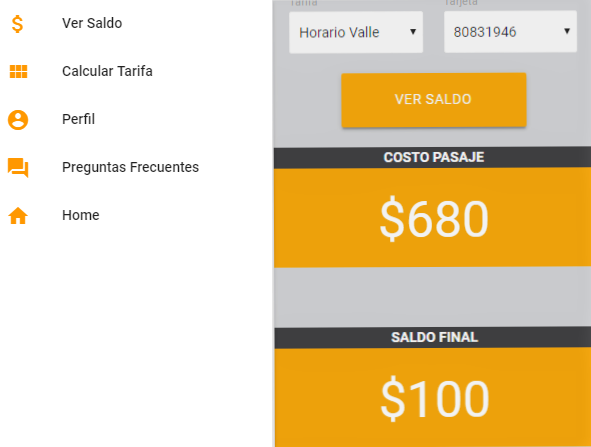 Ver Saldo
Calcular Tarifa
Perfil
Preguntas Frecuentes
Home
Tarifa
Tarjeta
Horario Valle
80831946
VER SALDO
COSTO PASAJE
$680
SALDO FINAL
$100